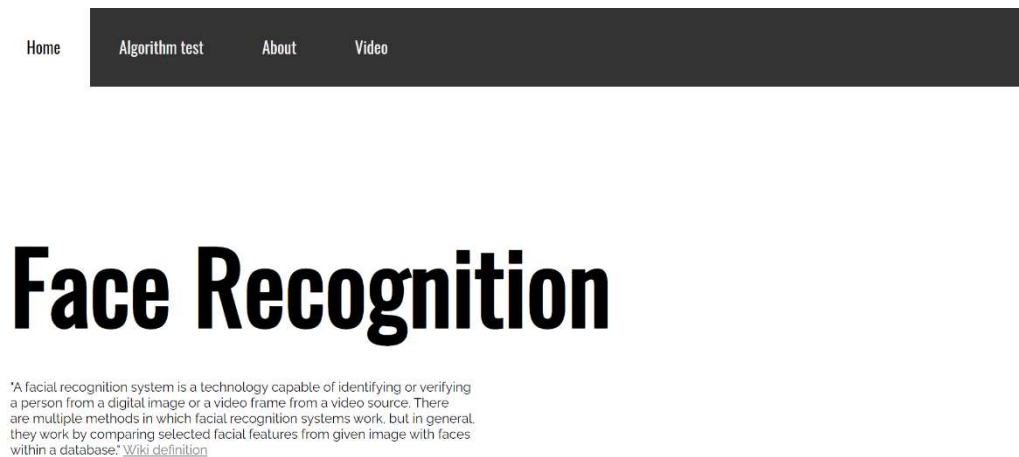 Home Algorithm test About Video
Face Recognition
"A facial recognition system is a technology capable of identifying or verifying
a person from a digital image or a video frame from a video source. There
are multiple methods in which facial recognition systems work, but in general,
they work by comparing selected facial features from given image with faces
within a database." Wiki definition